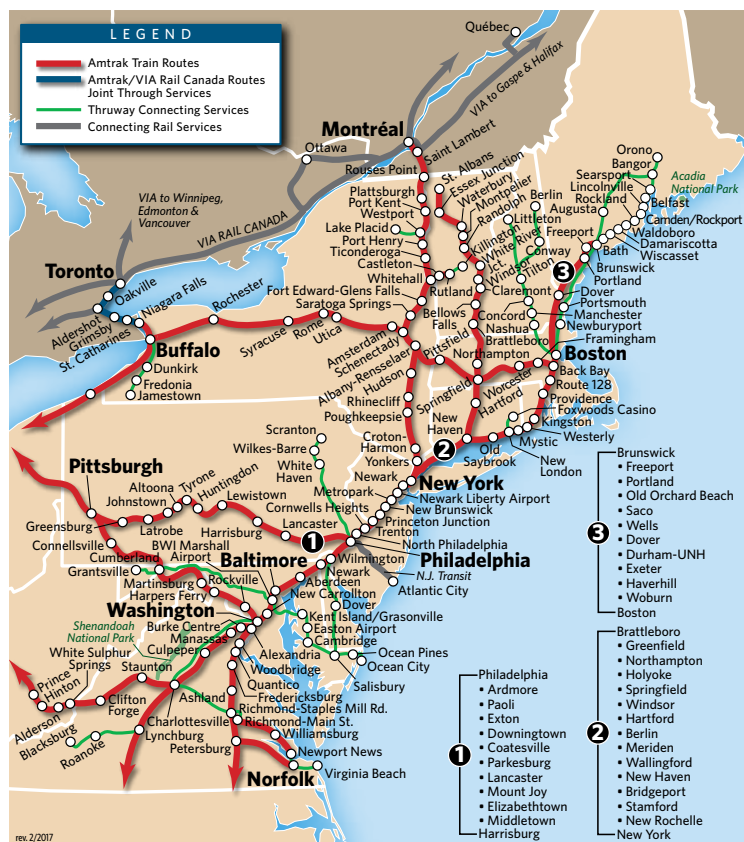 LEGEND
Amtrak Train Routes
Amtrak/VIA Rail Canada Routes
Joint Through Services
Thruway Connecting Services
Connecting Rail Services
Québec
VIA to Gaspe & Halifax
Montréal
Saint Lambert
Ottawa
Rouses Point
VIA to Winnipeg,
Edmonton &
Vancouver
VIA RAIL CANADA
Plattsburgh
Port Kent
Westport
Lake Placid
Port Henry
Ticonderoga
Castleton
Whitehall
Fort Edward-Glens Falls
Saratoga Springs
St. Albans
Essex Junction
Waterbury
Montpelier
Randolph
Killington
White River
Jct.
Windsor
Rutland
Claremont
Bellows
Falls
Berlin
Littleton
Conway
Tilton
Concord
Nashua
Brattleboro
Northampton
Orono
Bangor
Searsport
Lincolnville
Rockland
Augusta
Freeport
Acadia
National Park
Belfast
Camden/Rockport
Waldoboro
Damariscotta
Wiscasset
Bath
Brunswick
Portland
3
Dover
Portsmouth
Manchester
Newburyport
Framingham
Boston
Back Bay
Route 128
Providence
Foxwoods Casino
Kingston
Westerly
Mystic
New
London
Old
Saybrook
Toronto
Oakville
Aldershot
Grimsby
St. Catharines
Niagara Falls
Buffalo
Dunkirk
Fredonia
Jamestown
Rochester
Syracuse
Rome
Utica
Amsterdam
Schenectady
Albany-Rensselaer
Hudson
Rhinecliff
Poughkeepsie
Pittsfield
Springfield
Worcester
Hartford
New
Haven
2
Croton-
Harmon
Yonkers
New York
Newark
Newark Liberty Airport
Metropark
New Brunswick
Princeton Junction
Cornwells Heights
Trenton
North Philadelphia
Philadelphia
N.J. Transit
Atlantic City
Scranton
Wilkes-Barre
White
Haven
Pittsburgh
Altoona
Johnstown
Tyrone
Huntingdon
Lewistown
Greensburg
Latrobe
Harrisburg
Lancaster
1
Connellsville
Cumberland
Grantsville
BWI Marshall
Airport
Martinsburg
Harpers Ferry
Rockville
Baltimore
Wilmington
Newark
Aberdeen
New Carrollton
Washington
Dover
Kent Island/Grasonville
Easton Airport
Cambridge
Ocean Pines
Ocean City
Salisbury
Shenandoah
National Park
Burke Centre
Manassas
Culpeper
Alexandria
Woodbridge
Quantico
Fredericksburg
White Sulphur
Springs
Staunton
Prince
Hinton
Alderson
Clifton
Forge
Blacksburg
Roanoke
Charlottesville
Lynchburg
Ashland
Richmond-Staples Mill Rd.
Richmond-Main St.
Williamsburg
Petersburg
Newport News
Norfolk
Virginia Beach
Brunswick
▪ Freeport
▪ Portland
▪ Old Orchard Beach
▪ Saco
▪ Wells
3
▪ Dover
▪ Durham-UNH
▪ Exeter
▪ Haverhill
▪ Woburn
Boston
Brattleboro
▪ Greenfield
▪ Northampton
▪ Holyoke
▪ Springfield
▪ Windsor
2
▪ Hartford
▪ Berlin
▪ Meriden
▪ Wallingford
▪ New Haven
▪ Bridgeport
▪ Stamford
▪ New Rochelle
New York
Philadelphia
▪ Ardmore
▪ Paoli
▪ Exton
▪ Downingtown
1
▪ Coatesville
▪ Parkesburg
▪ Lancaster
▪ Mount Joy
▪ Elizabethtown
▪ Middletown
Harrisburg
rev. 2/2017